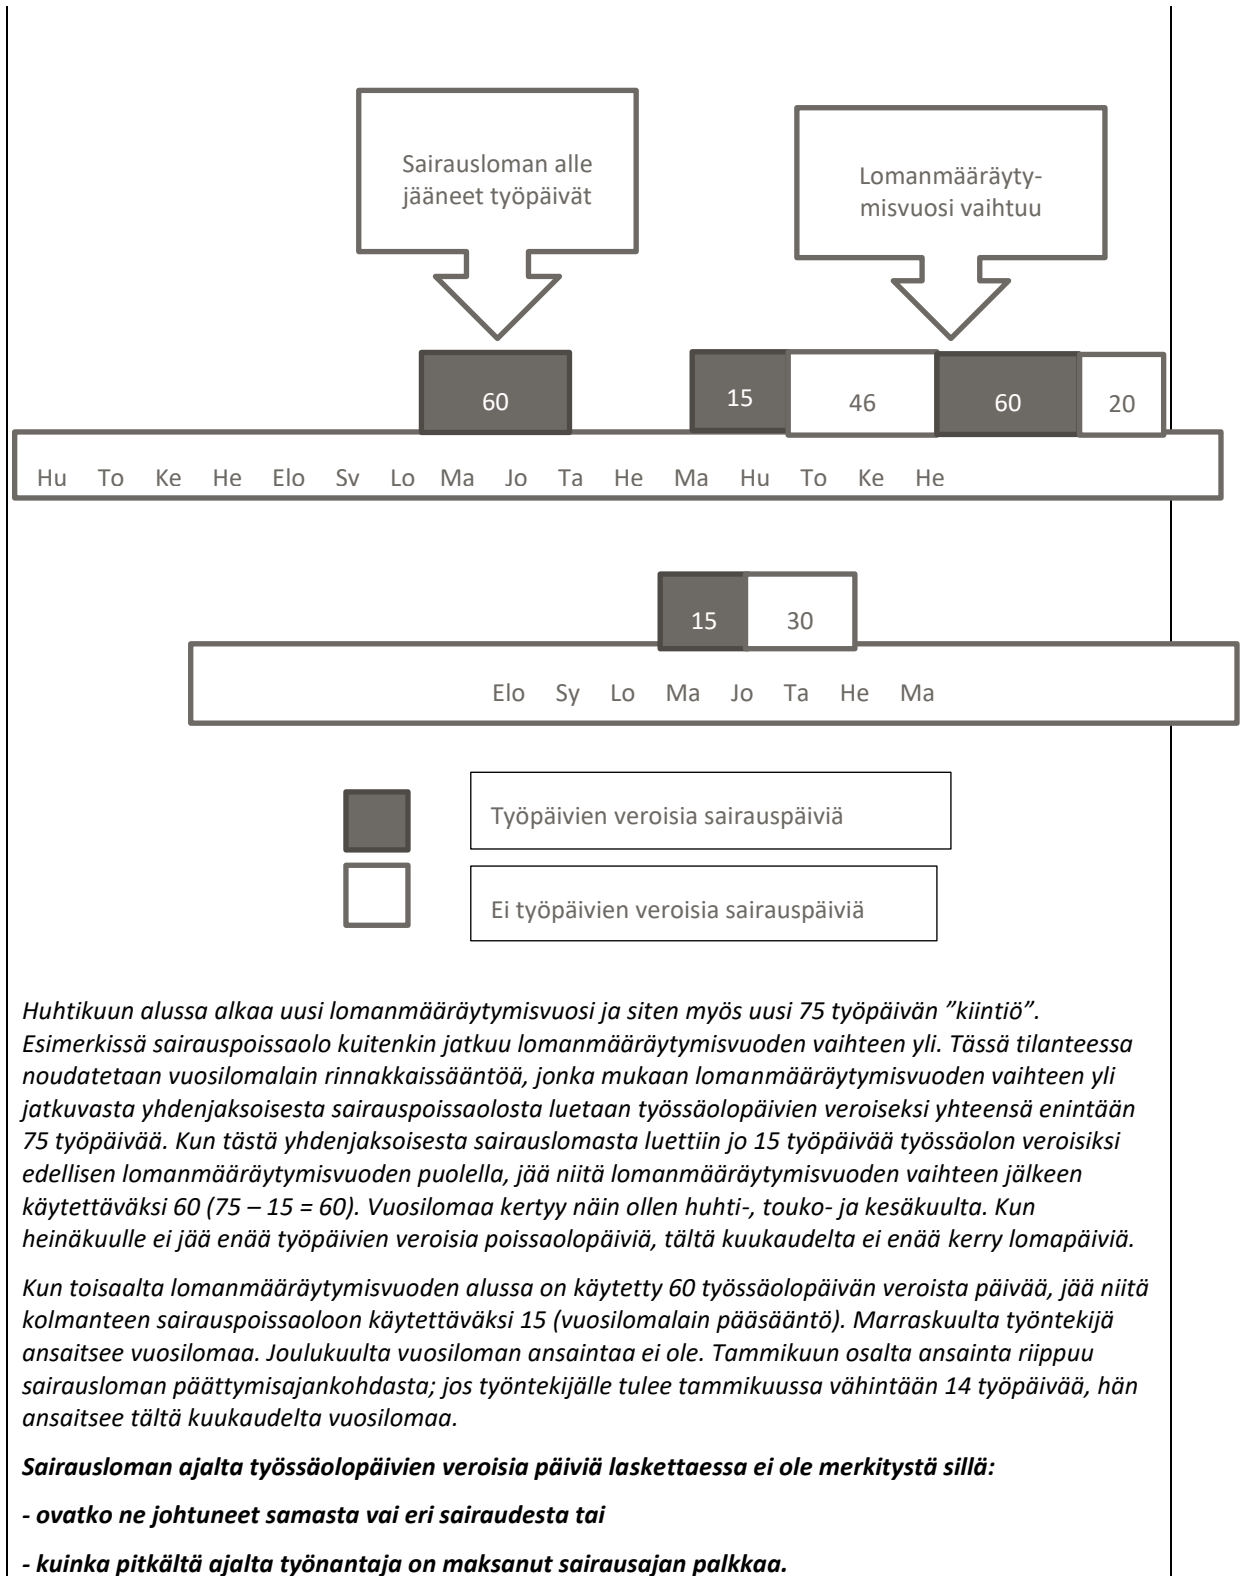 Sairausloman alle
jääneet työpäivät
Lomanmääräyty-
misvuosi vaihtuu
60
15
46
60
20
Hu To Ke He Elo Sv Lo Ma Jo Ta He Ma Hu To Ke He
15
30
Elo Sy Lo Ma Jo Ta He Ma
Työpäivien veroisia sairauspäiviä
Ei työpäivien veroisia sairauspäiviä
Huhtikuun alussa alkaa uusi lomanmääräytymisvuosi ja siten myös uusi 75 työpäivän ”kiintiö”.
Esimerkissä sairauspoissaolo kuitenkin jatkuu lomanmääräytymisvuoden vaihteen yli. Tässä tilanteessa
noudatetaan vuosilomalain rinnakkaissääntöä, jonka mukaan lomanmääräytymisvuoden vaihteen yli
jatkuvasta yhdenjaksoisesta sairauspoissaolosta luetaan työssäolopäivien veroiseksi yhteensä enintään
75 työpäivää. Kun tästä yhdenjaksoisesta sairauslomasta luettiin jo 15 työpäivää työssäolon veroisiksi
edellisen lomanmääräytymisvuoden puolella, jää niitä lomanmääräytymisvuoden vaihteen jälkeen
käytettäväksi 60 (75 – 15 = 60). Vuosilomaa kertyy näin ollen huhti-, touko- ja kesäkuulta. Kun
heinäkuulle ei jää enää työpäivien veroisia poissaolopäiviä, tältä kuukaudelta ei enää kerry lomapäiviä.
Kun toisaalta lomanmääräytymisvuoden alussa on käytetty 60 työssäolopäivän veroista päivää, jää niitä
kolmanteen sairauspoissaoloon käytettäväksi 15 (vuosilomalain pääsääntö). Marraskuulta työntekijä
ansaitsee vuosilomaa. Joulukuulta vuosiloman ansaintaa ei ole. Tammikuun osalta ansainta riippuu
sairausloman päättymisajankohdasta; jos työntekijälle tulee tammikuussa vähintään 14 työpäivää, hän
ansaitsee tältä kuukaudelta vuosilomaa.
Sairausloman ajalta työssäolopäivien veroisia päiviä laskettaessa ei ole merkitystä sillä:
- ovatko ne johtuneet samasta vai eri sairaudesta tai
- kuinka pitkältä ajalta työnantaja on maksanut sairausajan palkkaa.